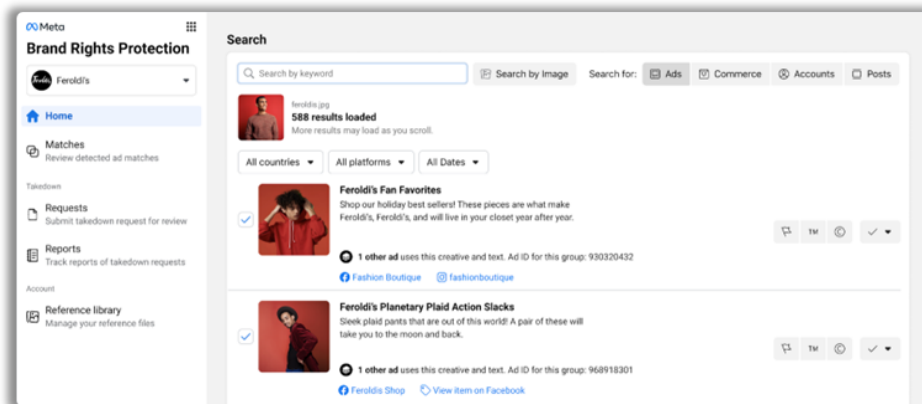 Meta
Brand Rights Protection
Feroldi's
Home
Matches
Review detected ad matches
Takedown
Requests
Submit takedown request for review
Reports
Track reports of takedown requests
Account
Reference library
Manage your reference files
Search
Search by keyword
Search by Image
Search for:
Ads
Commerce
Accounts
Posts
feroldis.jpg
588 results loaded
More results may load as you scroll.
All countries
All platforms
All Dates
Feroldi's Fan Favorites
Shop our holiday best sellers! These pieces are what make
Feroldi's, Feroldi's, and will live in your closet year after year.
TM
©
1 other ad uses this creative and text. Ad ID for this group: 930320432
Fashion Boutique
fashionboutique
Feroldi's Planetary Plaid Action Slacks
Sleek plaid pants that are out of this world! A pair of these will
take you to the moon and back.
TM
©
1 other ad uses this creative and text. Ad ID for this group: 968918301
Feroldis Shop
View item on Facebook